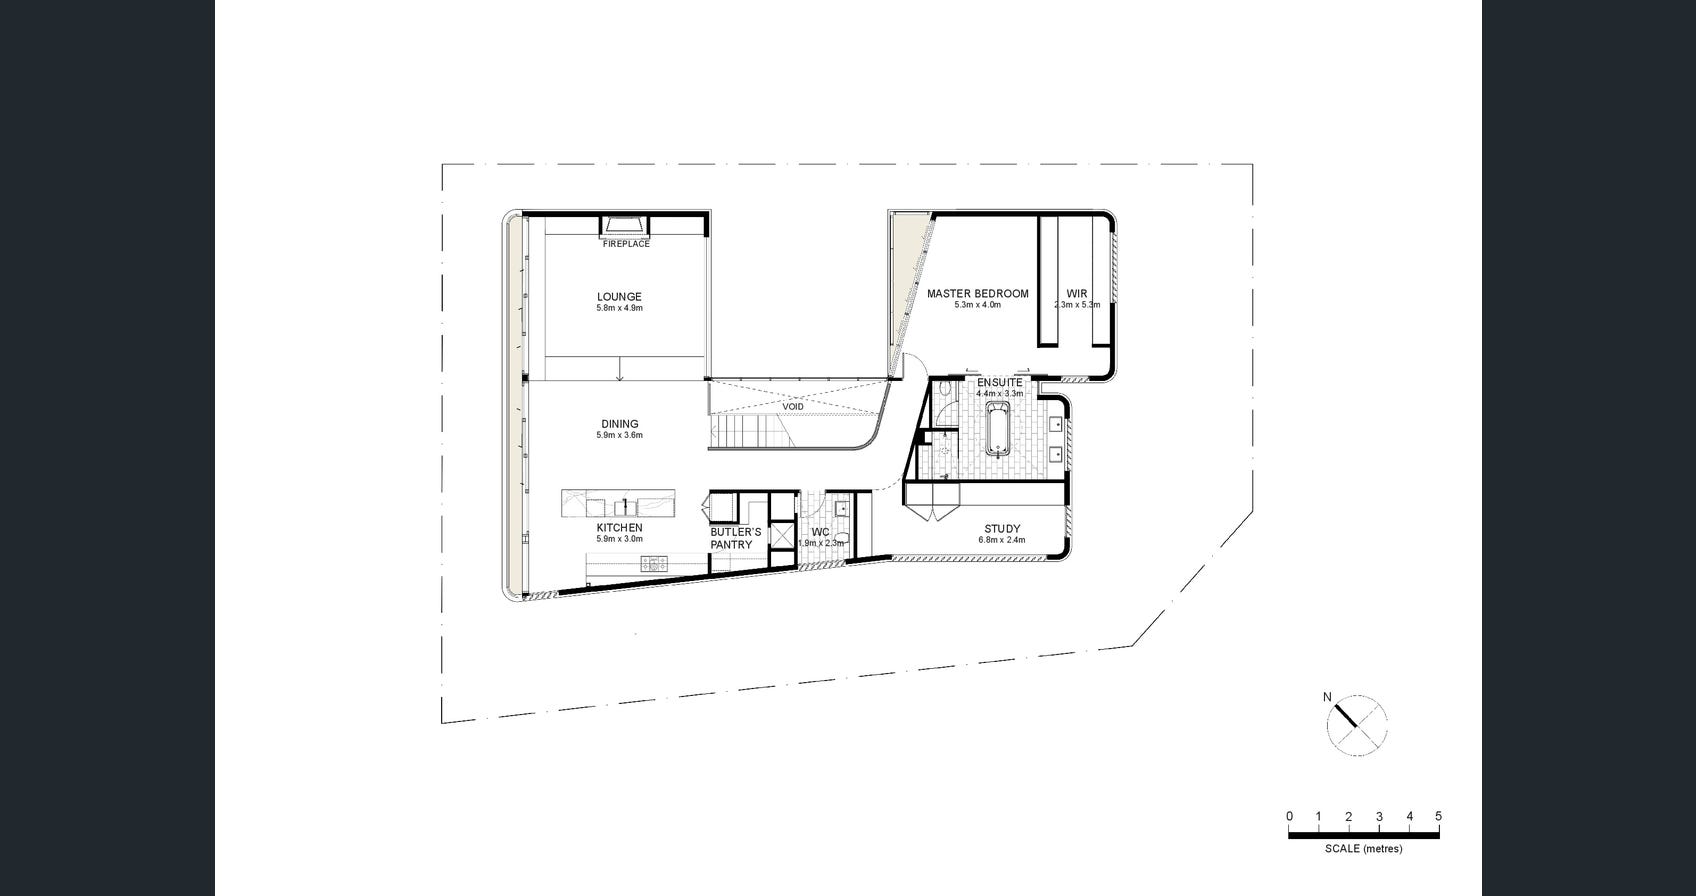 FIREPLACE
LOUNGE
5.8m x 4.9m
MASTER BEDROOM
5.3m x 4.0m
WIR
2.3m x 5.3m
ENSUITE
4.4m x 3.3m
VOID
DINING
5.9m x 3.6m
KITCHEN
5.9m x 3.0m
BUTLER'S
PANTRY
WC
1.9m x 2.3m
STUDY
6.8m x 2.4m
N
0 1 2 3 4 5
SCALE (metres)